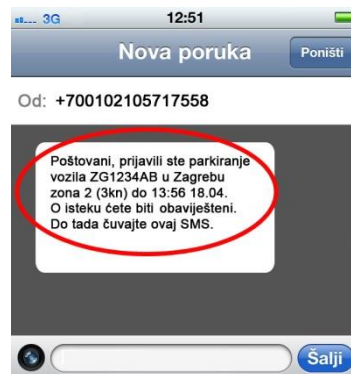 3G 12:51
Nova poruka Poništi
Od: +700102105717558
Poštovani, prijavili ste parkiranje
vozila ZG1234AB u Zagrebu
zona 2 (3kn) do 13:56 18.04.
O isteku ćete biti obaviješteni.
Do tada čuvajte ovaj SMS.
Šalji